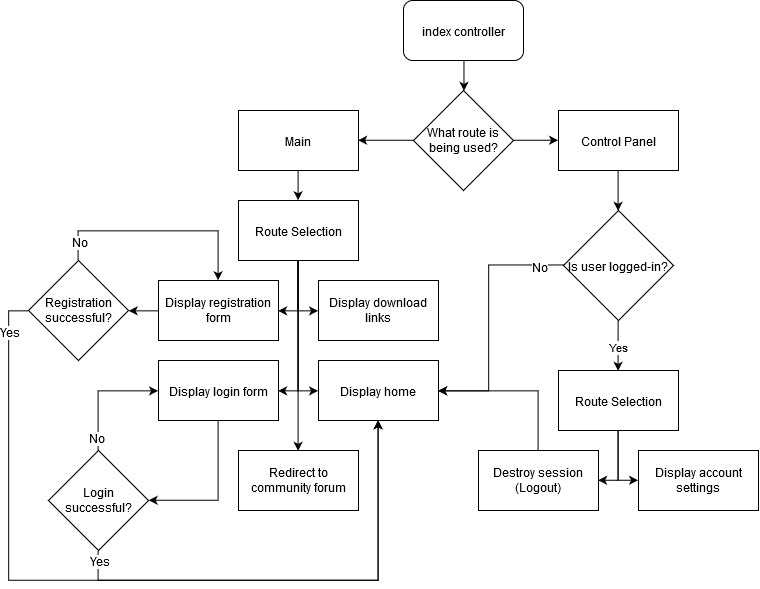 index controller
What route is
being used?
Main
Control Panel
Route Selection
No
Is user logged-in?
No
Registration
successful?
Display registration
form
Display download
links
Yes
Yes
Display login form
Display home
Route Selection
No
Login
successful?
Redirect to
community forum
Destroy session
(Logout)
Display account
settings
Yes